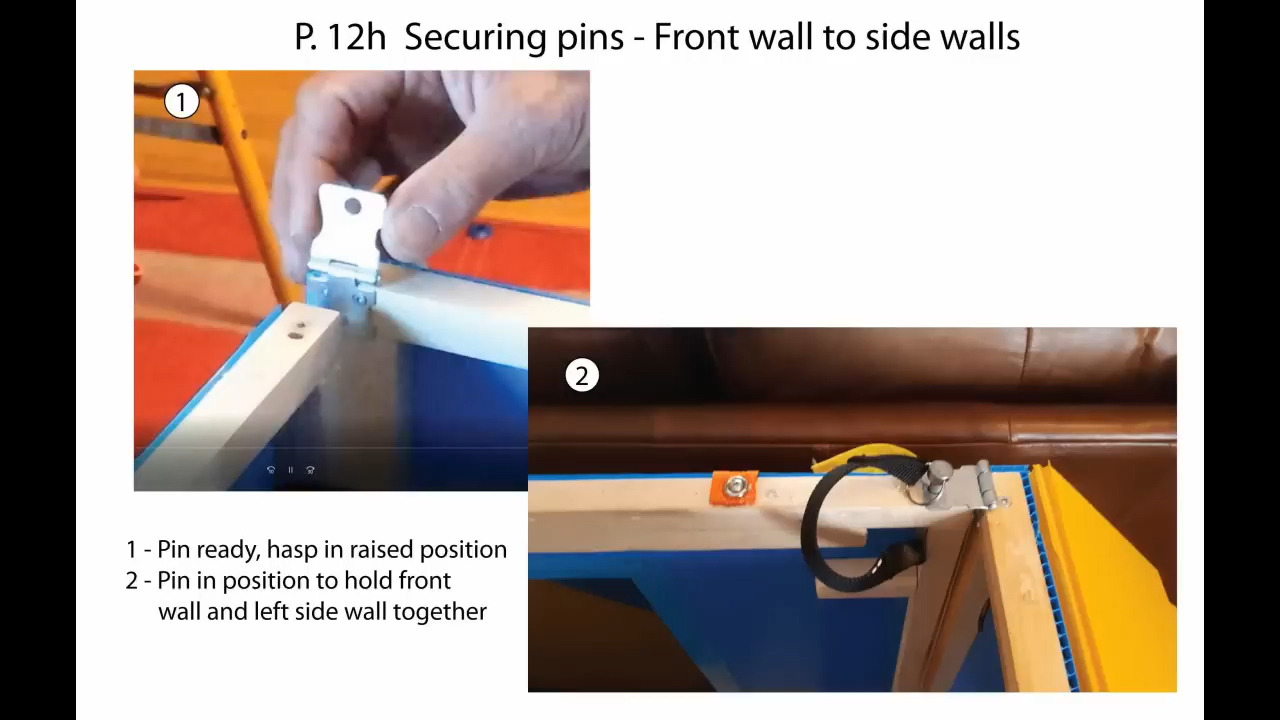 P. 12h Securing pins - Front wall to side walls
1
2
1 - Pin ready, hasp in raised position
2 - Pin in position to hold front
wall and left side wall together